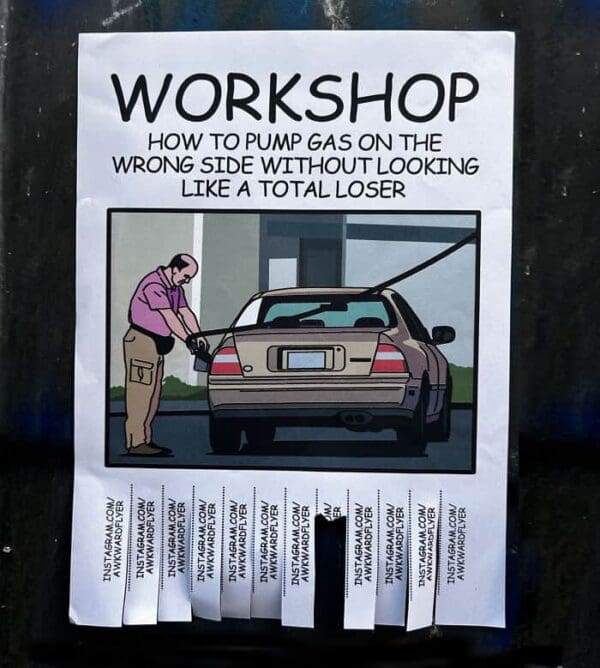 WORKSHOP
HOW TO PUMP GAS ON THE
WRONG SIDE WITHOUT LOOKING
LIKE A TOTAL LOSER
INSTAGRAM.COM/
AWKWARDFLYER
INSTAGRAM.COM/
AWKWARDFLYER
INSTAGRAM.COM/
AWKWARDFLYER
INSTAGRAM.COM/
AWKWARDFLYER
INSTAGRAM.COM/
AWKWARDFLYER
INSTAGRAM.COM/
AWKWARDFLYER
INSTAGRAM.COM/
AWKWARDFLYER
M/
ER
INSTAGRAM.COM/
AWKWARDFLYER
INSTAGRAM.COM/
AWKWARDFLYER
INSTAGRAM.COM/
AWKWARDFLYER
INSTAGRAM.COM/
AWKWARDFLYER